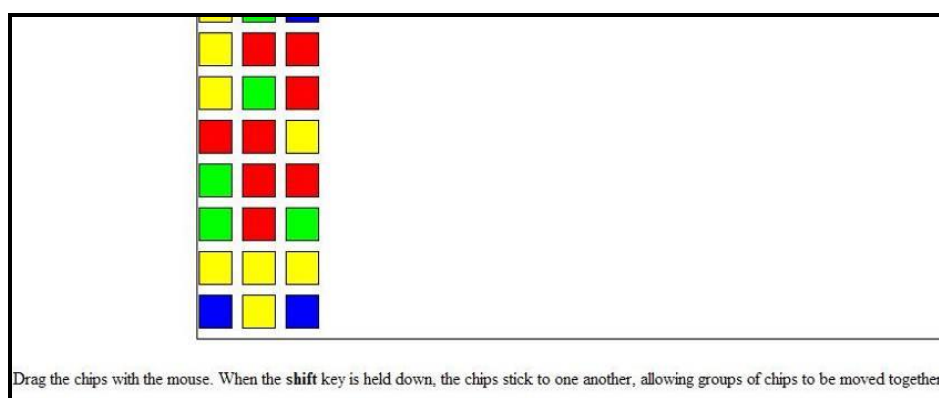 Drag the chips with the mouse. When the shift key is held down, the chips stick to one another, allowing groups of chips to be moved together